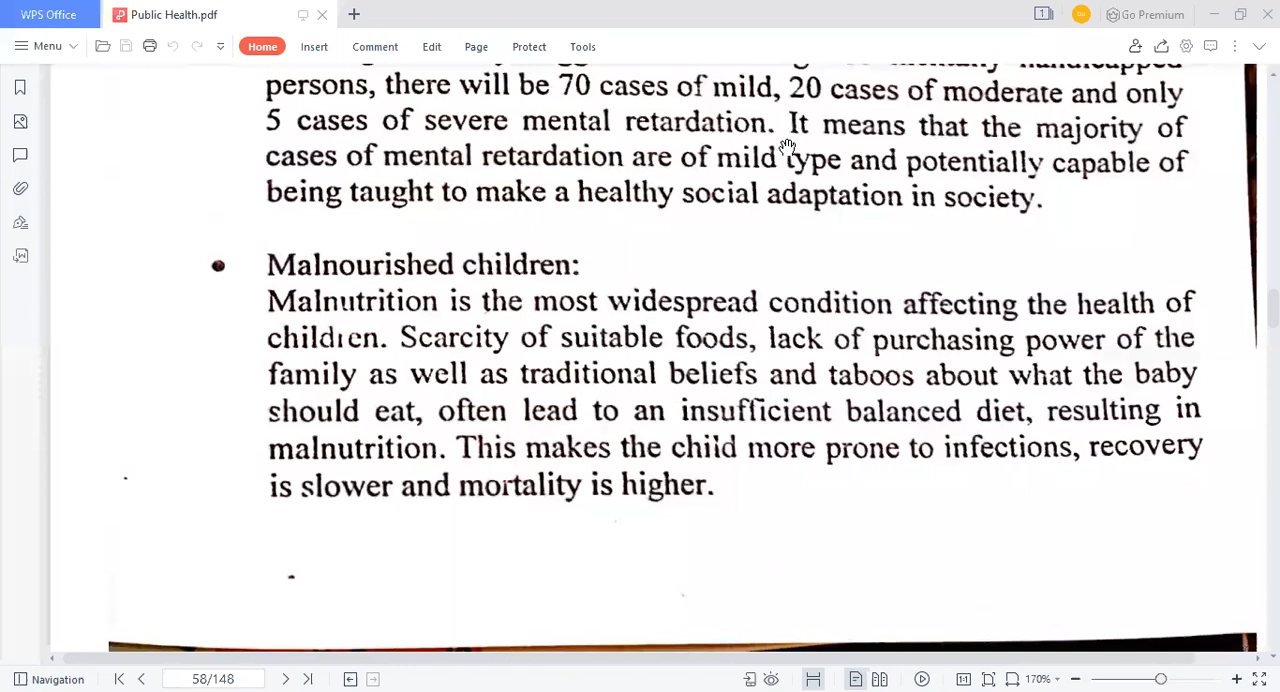 WPS Office
Public Health.pdf
Go Premium
Menu
Home
Insert
Comment
Edit
Page
Protect
Tools
handicapped
persons, there will be 70 cases of mild, 20 cases of moderate and only
5 cases of severe mental retardation. It means that the majority of
cases of mental retardation are of mild type and potentially capable of
being taught to make a healthy social adaptation in society.
• Malnourished children:
Malnutrition is the most widespread condition affecting the health of
children. Scarcity of suitable foods, lack of purchasing power of the
family as well as traditional beliefs and taboos about what the baby
should eat, often lead to an insufficient balanced diet, resulting in
malnutrition. This makes the child more prone to infections, recovery
is slower and mortality is higher.
Navigation
58/148
170%